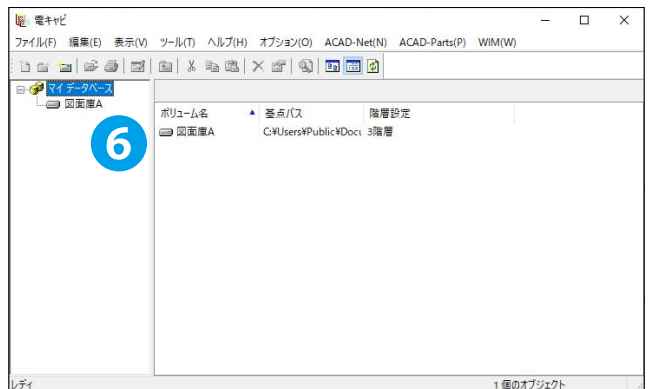 電キャビ
ファイル(F) 編集(E) 表示(V) ツール(T) ヘルプ(H) オプション(O) ACAD-Net(N) ACAD-Parts(P) WIM(W)
マイ データベース
図面庫A
6
ボリューム名 基点パス 階層設定
図面庫A C:¥Users¥Public¥Docu 3階層
レディ 1 個のオブジェクト